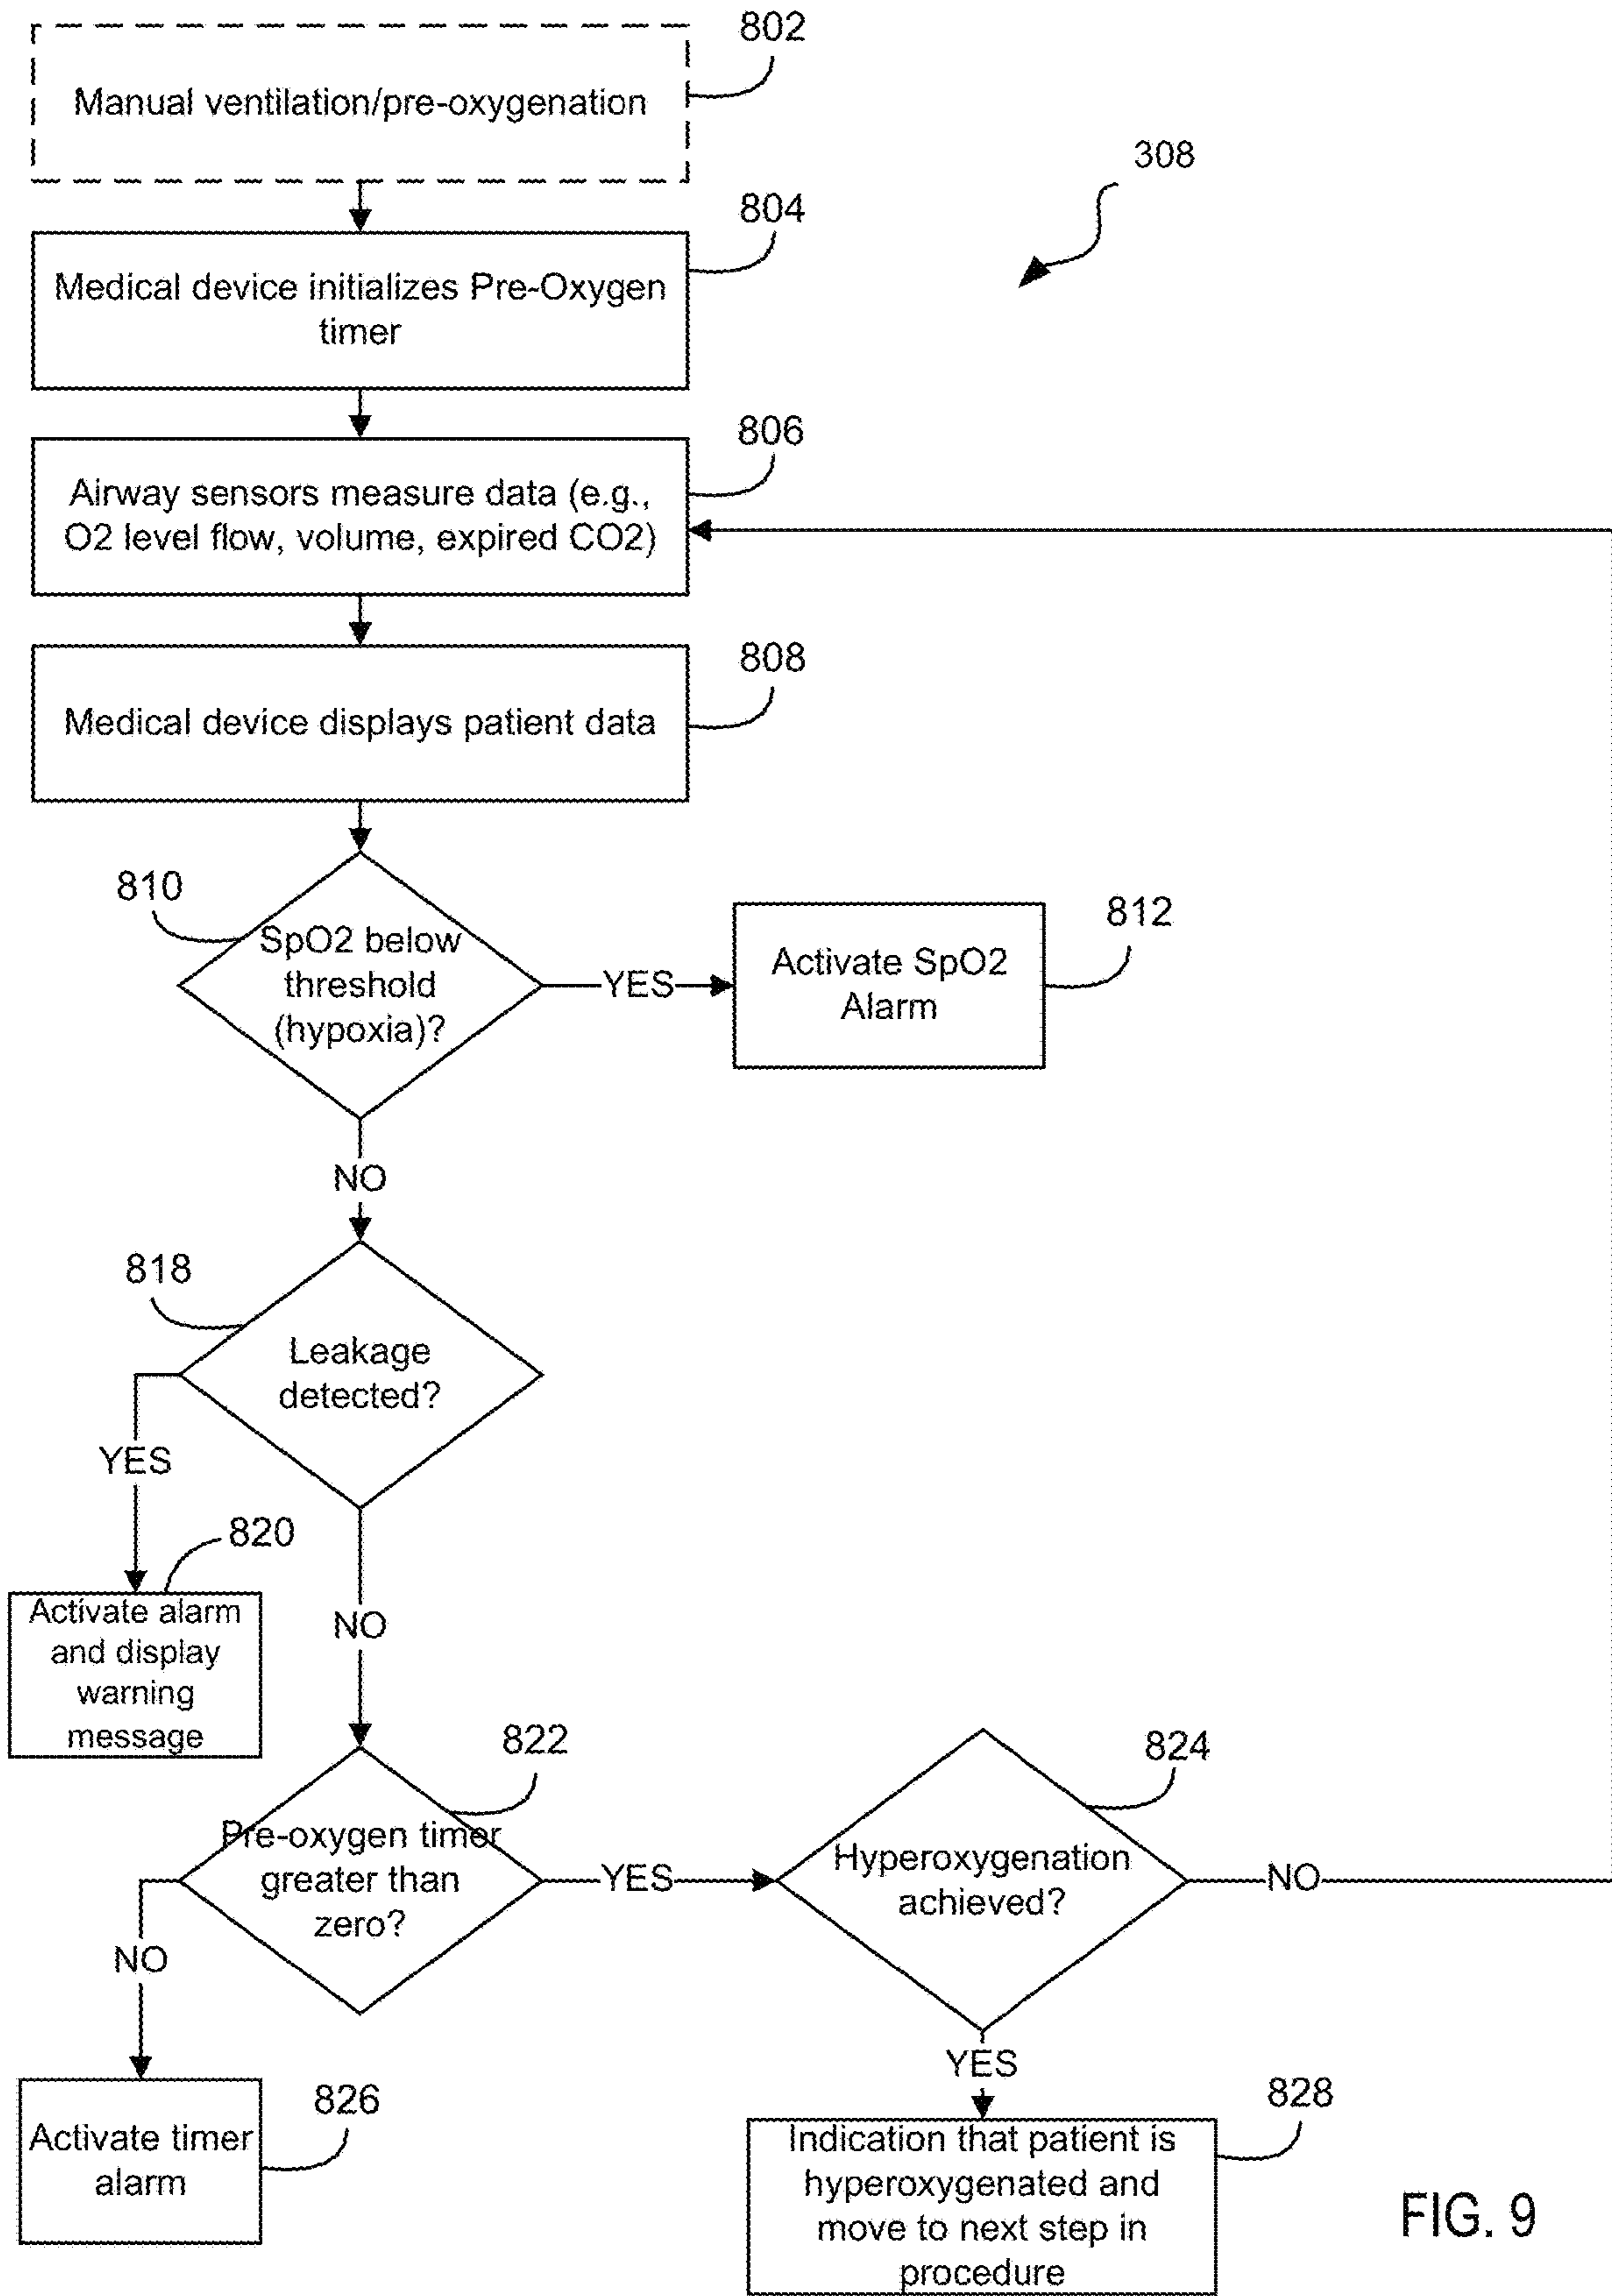 802
Manual ventilation/pre-oxygenation
308
804
Medical device initializes Pre-Oxygen
timer
806
Airway sensors measure data (e.g.,
O2 level flow, volume, expired CO2)
808
Medical device displays patient data
810
SpO2 below
threshold
(hypoxia)?
YES
812
Activate SpO2
Alarm
NO
818
Leakage
detected?
YES
820
Activate alarm
and display
warning
message
NO
822
Pre-oxygen timer
greater than
zero?
YES
824
Hyperoxygenation
achieved?
NO
NO
826
Activate timer
alarm
YES
828
Indication that patient is
hyperoxygenated and
move to next step in
procedure
FIG. 9